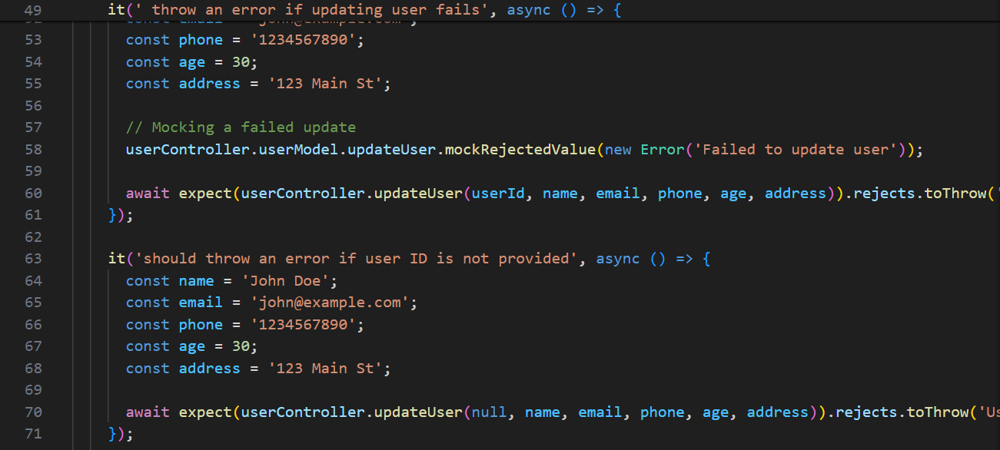 49 it(' throw an error if updating user fails', async () => {
53 const phone = '1234567890';
54 const age = 30;
55 const address = '123 Main St';
56
57 // Mocking a failed update
58 userController.userModel.updateUser.mockRejectedValue(new Error('Failed to update user'));
59
60 await expect(userController.updateUser(userId, name, email, phone, age, address)).rejects.toThrow('
61 });
62
63 it('should throw an error if user ID is not provided', async () => {
64 const name = 'John Doe';
65 const email = 'john@example.com';
66 const phone = '1234567890';
67 const age = 30;
68 const address = '123 Main St';
69
70 await expect(userController.updateUser(null, name, email, phone, age, address)).rejects.toThrow('Us
71 });